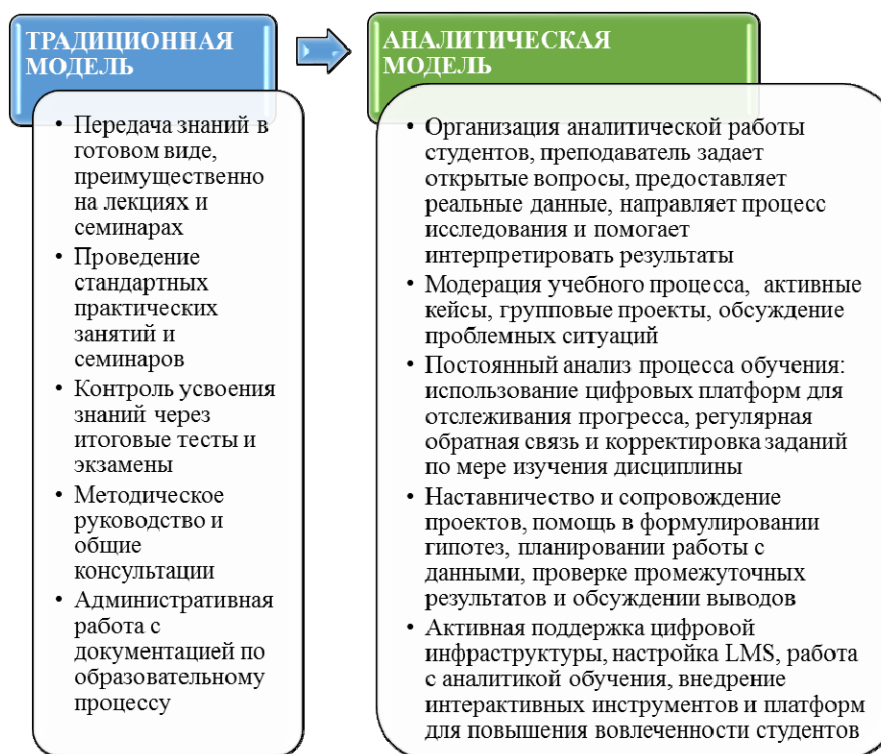 ТРАДИЦИОННАЯ
МОДЕЛЬ
• Передача знаний в
готовом виде,
преимущественно
на лекциях и
семинарах
• Проведение
стандартных
практических
занятий и
семинаров
• Контроль усвоения
знаний через
итоговые тесты и
экзамены
• Методическое
руководство и
общие
консультации
• Административная
работа с
документацией по
образовательному
процессу
АНАЛИТИЧЕСКАЯ
МОДЕЛЬ
• Организация аналитической работы
студентов, преподаватель задает
открытые вопросы, предоставляет
реальные данные, направляет процесс
исследования и помогает
интерпретировать результаты
• Модерация учебного процесса, активные
кейсы, групповые проекты, обсуждение
проблемных ситуаций
• Постоянный анализ процесса обучения:
использование цифровых платформ для
отслеживания прогресса, регулярная
обратная связь и корректировка заданий
по мере изучения дисциплины
• Наставничество и сопровождение
проектов, помощь в формулировании
гипотез, планировании работы с
данными, проверке промежуточных
результатов и обсуждении выводов
• Активная поддержка цифровой
инфраструктуры, настройка LMS, работа
с аналитикой обучения, внедрение
интерактивных инструментов и платформ
для повышения вовлеченности студентов